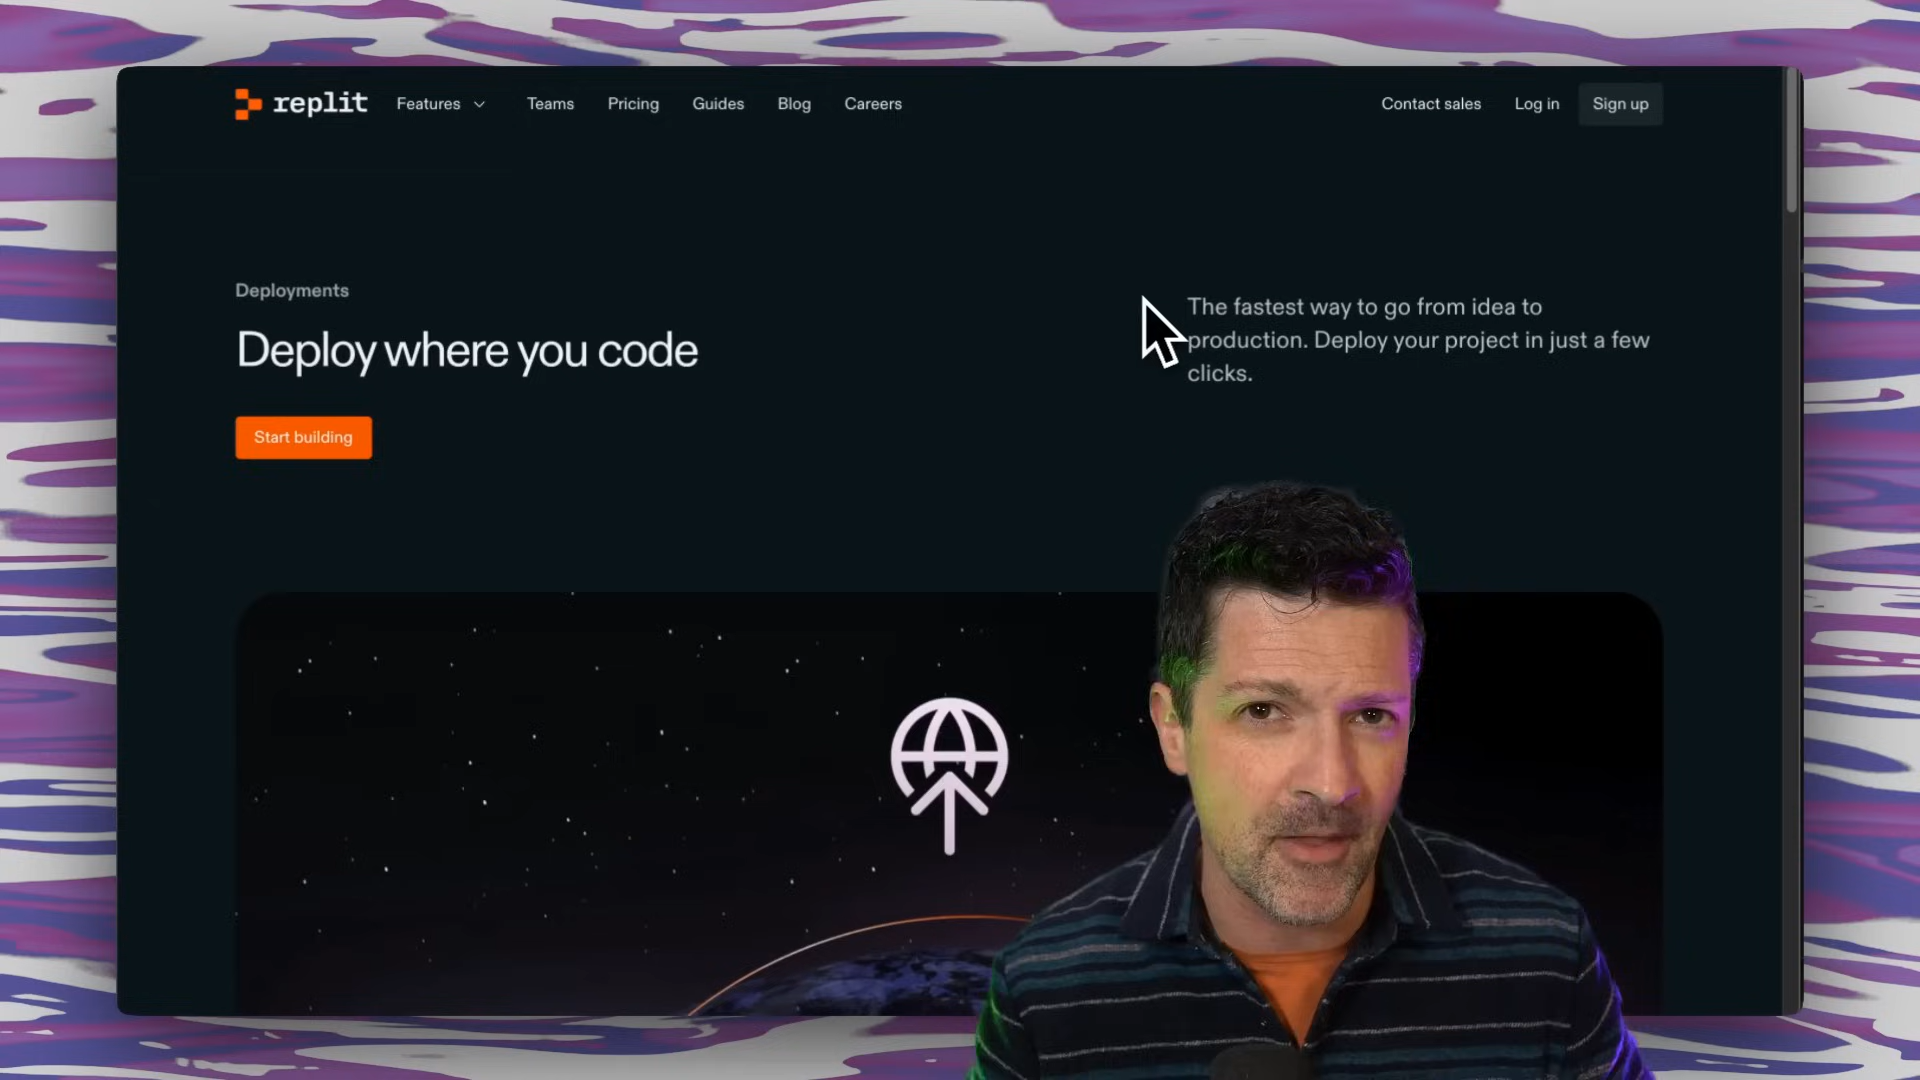 replit
Features
Teams
Pricing
Guides
Blog
Careers
Contact sales
Log in
Sign up
Deployments
Deploy where you code
Start building
The fastest way to go from idea to
production. Deploy your project in just a few
clicks.